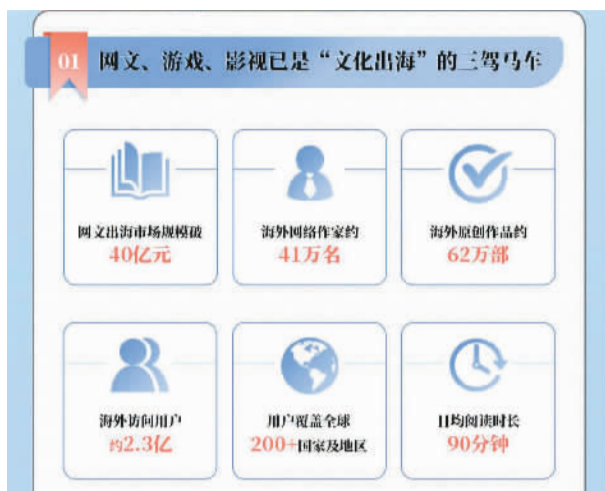 01 网文、游戏、影视已是“文化出海”的三驾马车
网文出海市场规模破
40亿元
海外网络作家约
41万名
海外原创作品约
62万部
海外访问用户
约2.3亿
用户覆盖全球
200+国家及地区
日均阅读时长
90分钟